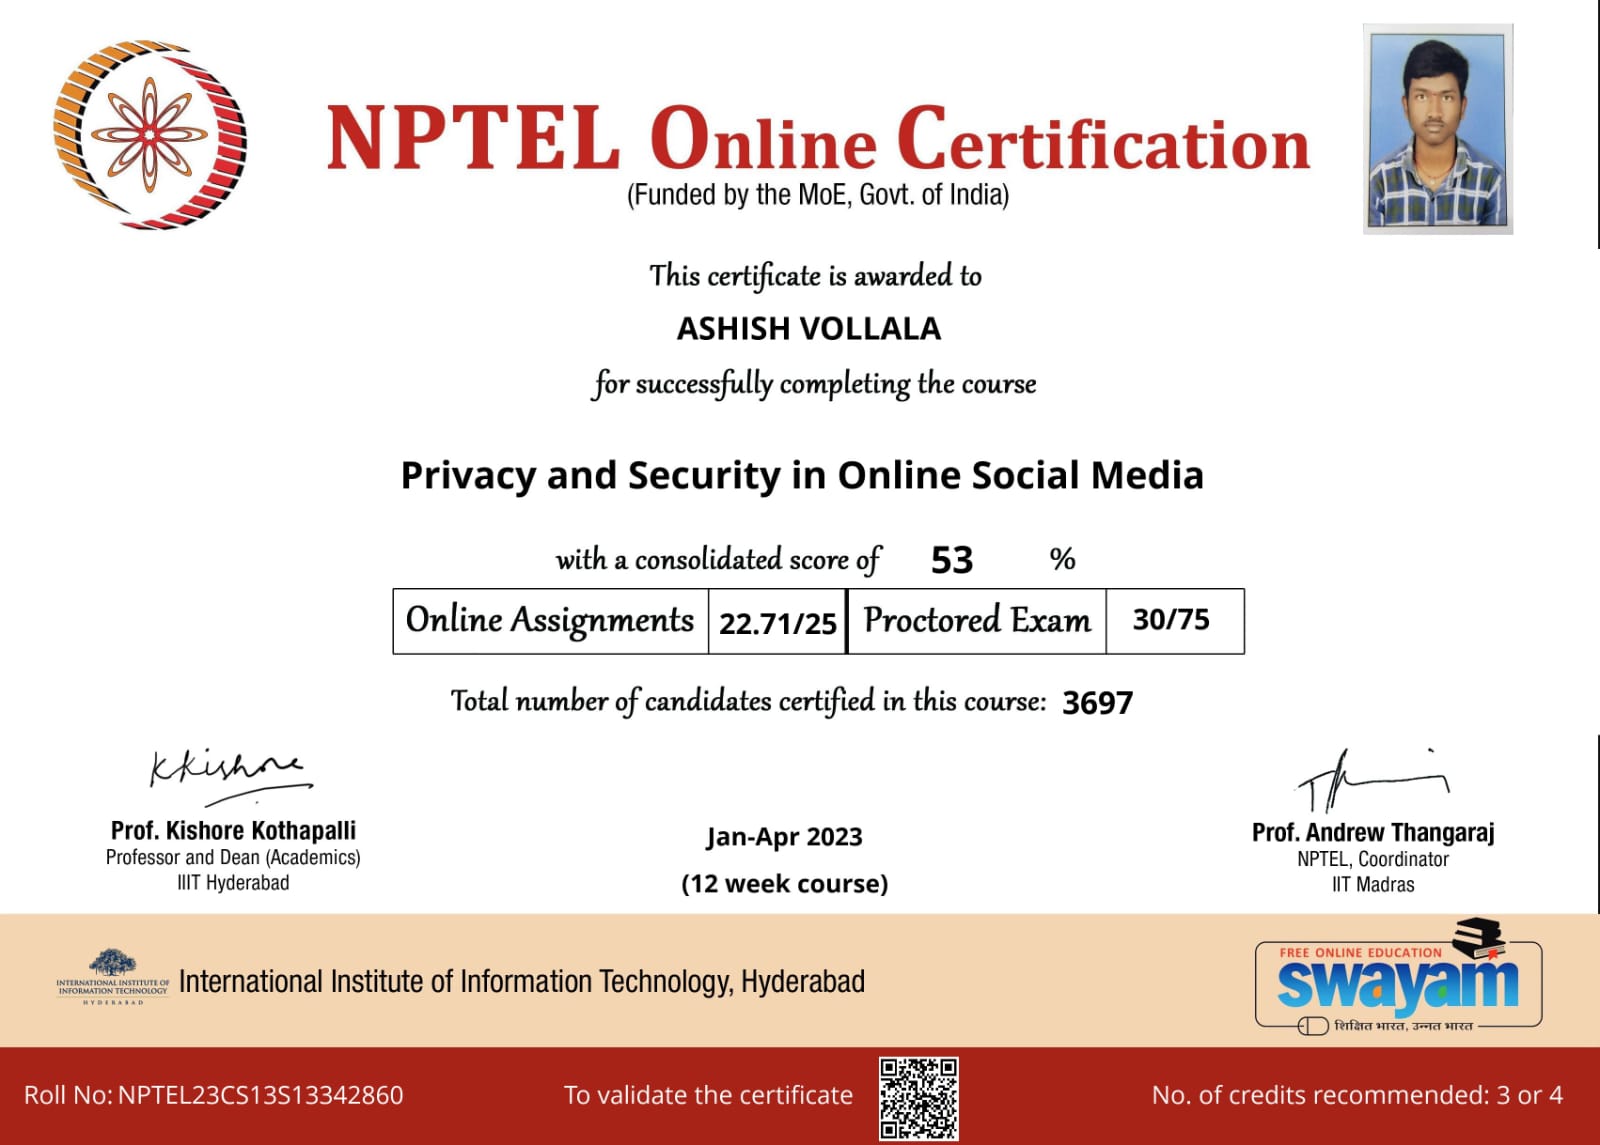 NPTEL Online Certification
(Funded by the MoE, Govt. of India)
This certificate is awarded to
ASHISH VOLLALA
for successfully completing the course
Privacy and Security in Online Social Media
with a consolidated score of 53 %
Online Assignments 22.71/25 Proctored Exam 30/75
Total number of candidates certified in this course: 3697
KKishore
Prof. Kishore Kothapalli
Professor and Dean (Academics)
IIIT Hyderabad
Jan-Apr 2023
(12 week course)
Prof. Andrew Thangaraj
NPTEL, Coordinator
IIT Madras
INTERNATIONAL INSTITUTE OF
INFORMATION TECHNOLOGY
HYDERABAD
International Institute of Information Technology, Hyderabad
FREE ONLINE EDUCATION
swayam
शिक्षित भारत, उन्नत भारत
Roll No: NPTEL23CS13S13342860
To validate the certificate
No. of credits recommended: 3 or 4